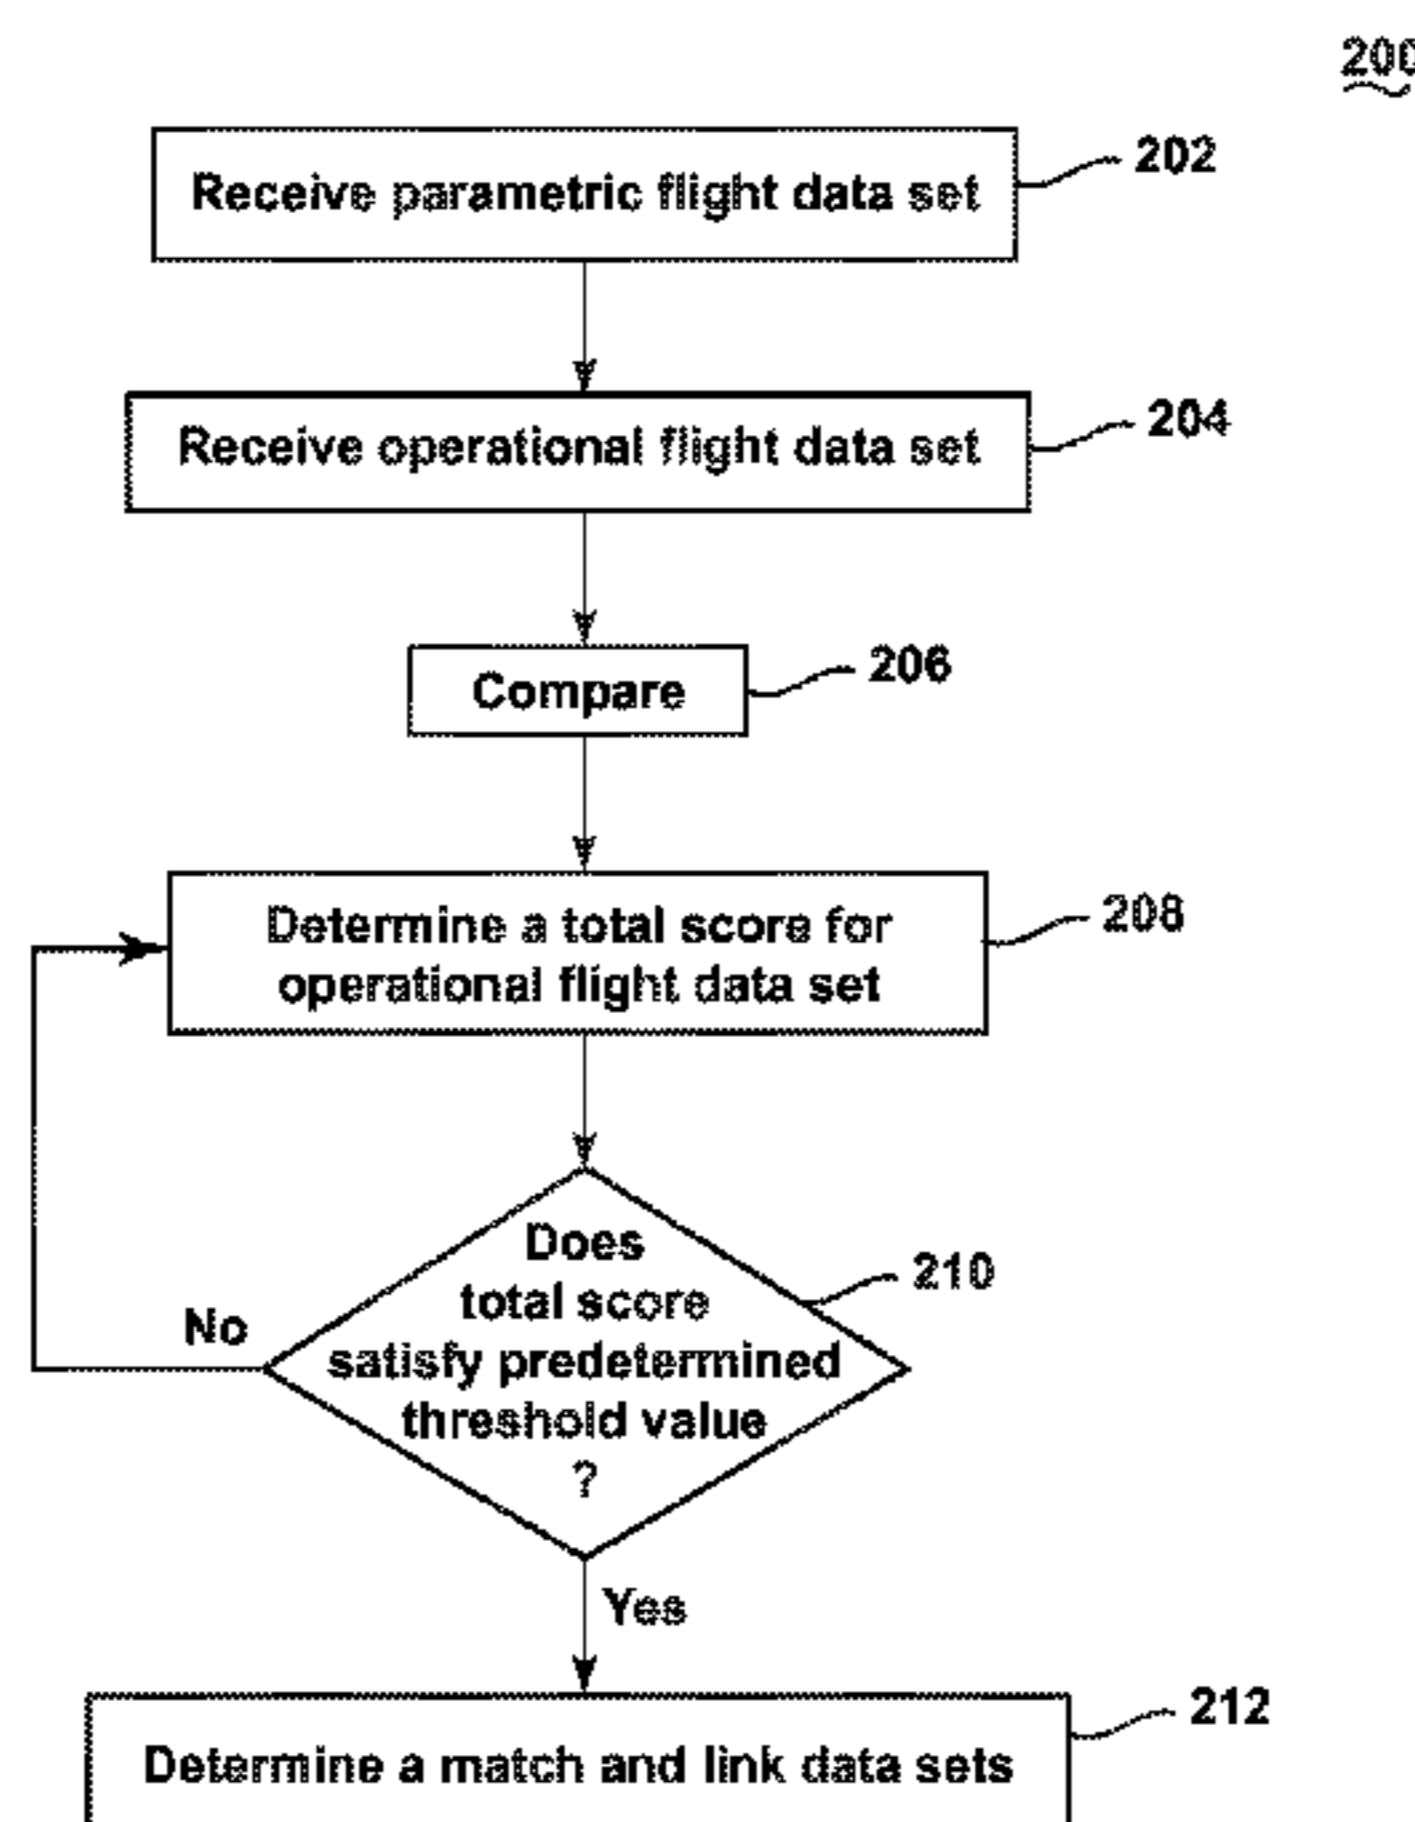 200
Receive parametric flight data set
202
Receive operational flight data set
204
Compare
206
Determine a total score for
operational flight data set
208
Does
total score
satisfy predetermined
threshold value
?
210
No
Yes
Determine a match and link data sets
212